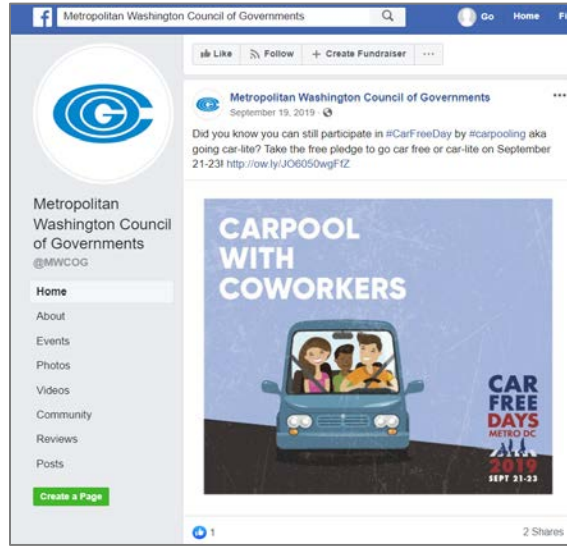 Metropolitan Washington Council of Governments
Go Home
Like Follow + Create Fundraiser ...
Metropolitan Washington Council of Governments
September 19, 2019
Did you know you can still participate in #CarFreeDay by #carpooling aka
going car-lite? Take the free pledge to go car free or car-lite on September
21-23! http://ow.ly/JO6050wgFfZ
CARPOOL
WITH
COWORKERS
CAR
FREE
DAYS
METRO DC
2019
SEPT 21-23
Metropolitan
Washington Council
of Governments
@MWCOG
Home
About
Events
Photos
Videos
Community
Reviews
Posts
Create a Page
1
2 Shares